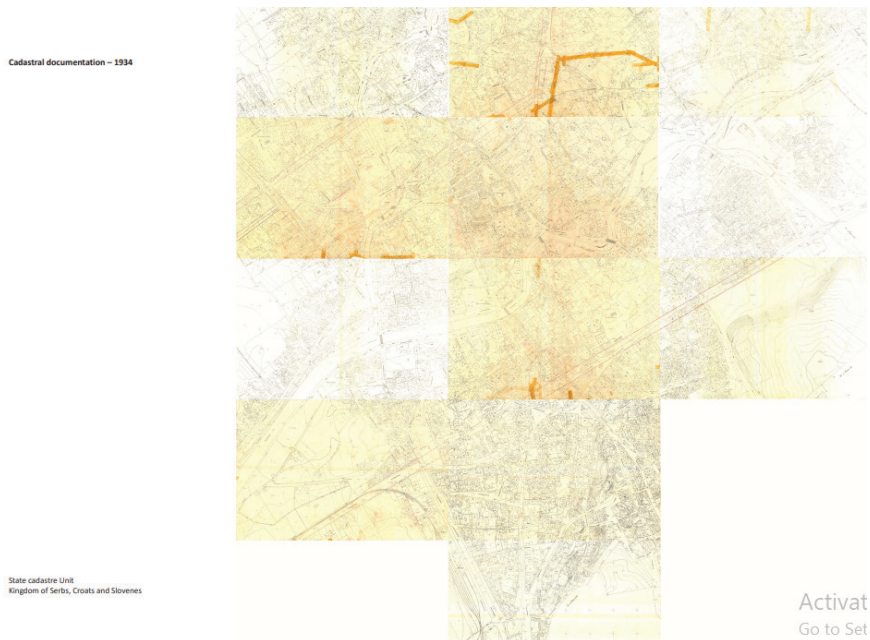 Cadastral documentation – 1934
State cadastre Unit
Kingdom of Serbs, Croats and Slovenes
Activat
Go to Set